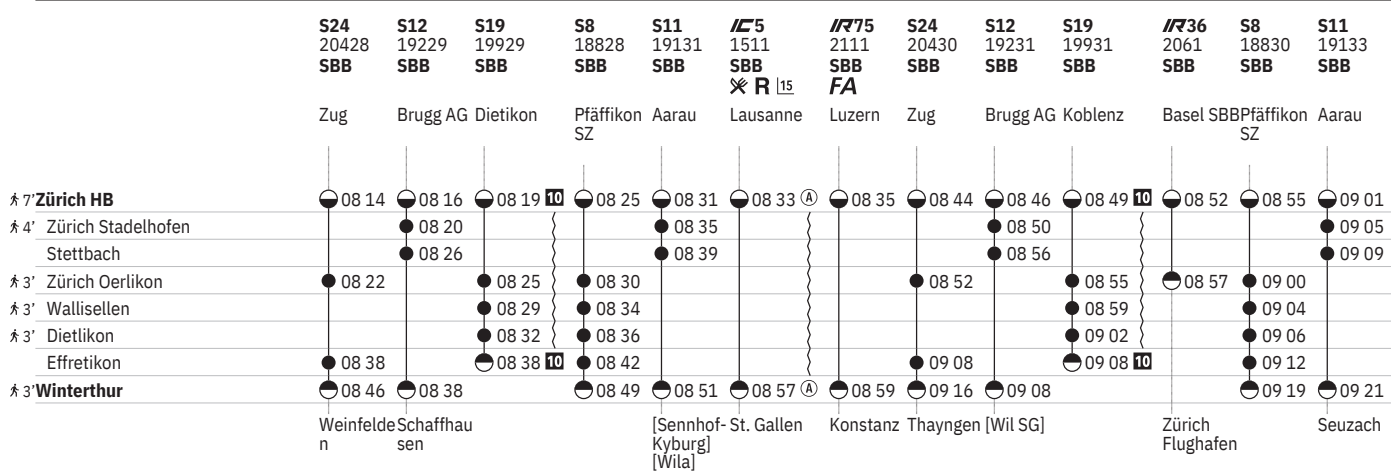 S24 S12 S19 S8 S11 IC5 IR75 S24 S12 S19 IR36 S8 S11
20428 19229 19929 18828 19131 1511 2111 20430 19231 19931 2061 18830 19133
SBB SBB SBB SBB SBB SBB SBB SBB SBB SBB SBB SBB SBB
R 15 FA
Zug Brugg AG Dietikon Pfäffikon SZ Aarau Lausanne Luzern Zug Brugg AG Koblenz Basel SBB Pfäffikon SZ Aarau
7' Zürich HB 08 14 08 16 08 19 10 08 25 08 31 08 33 A 08 35 08 44 08 46 08 49 10 08 52 08 55 09 01
4' Zürich Stadelhofen 08 20 08 35 08 50 09 05
Stettbach 08 26 08 39 08 56 09 09
3' Zürich Oerlikon 08 22 08 25 08 30 08 52 08 55 08 57 09 00
3' Wallisellen 08 29 08 34 08 59 09 04
3' Dietlikon 08 32 08 36 09 02 09 06
Effretikon 08 38 08 38 10 08 42 09 08 09 08 10 09 12
3' Winterthur 08 46 08 38 08 49 08 51 08 57 A 08 59 09 16 09 08 09 19 09 21
Weinfelden Schaffhausen [Sennhof-Kyburg] [Wila] St. Gallen Konstanz Thayngen [Wil SG] Zürich Flughafen Seuzach